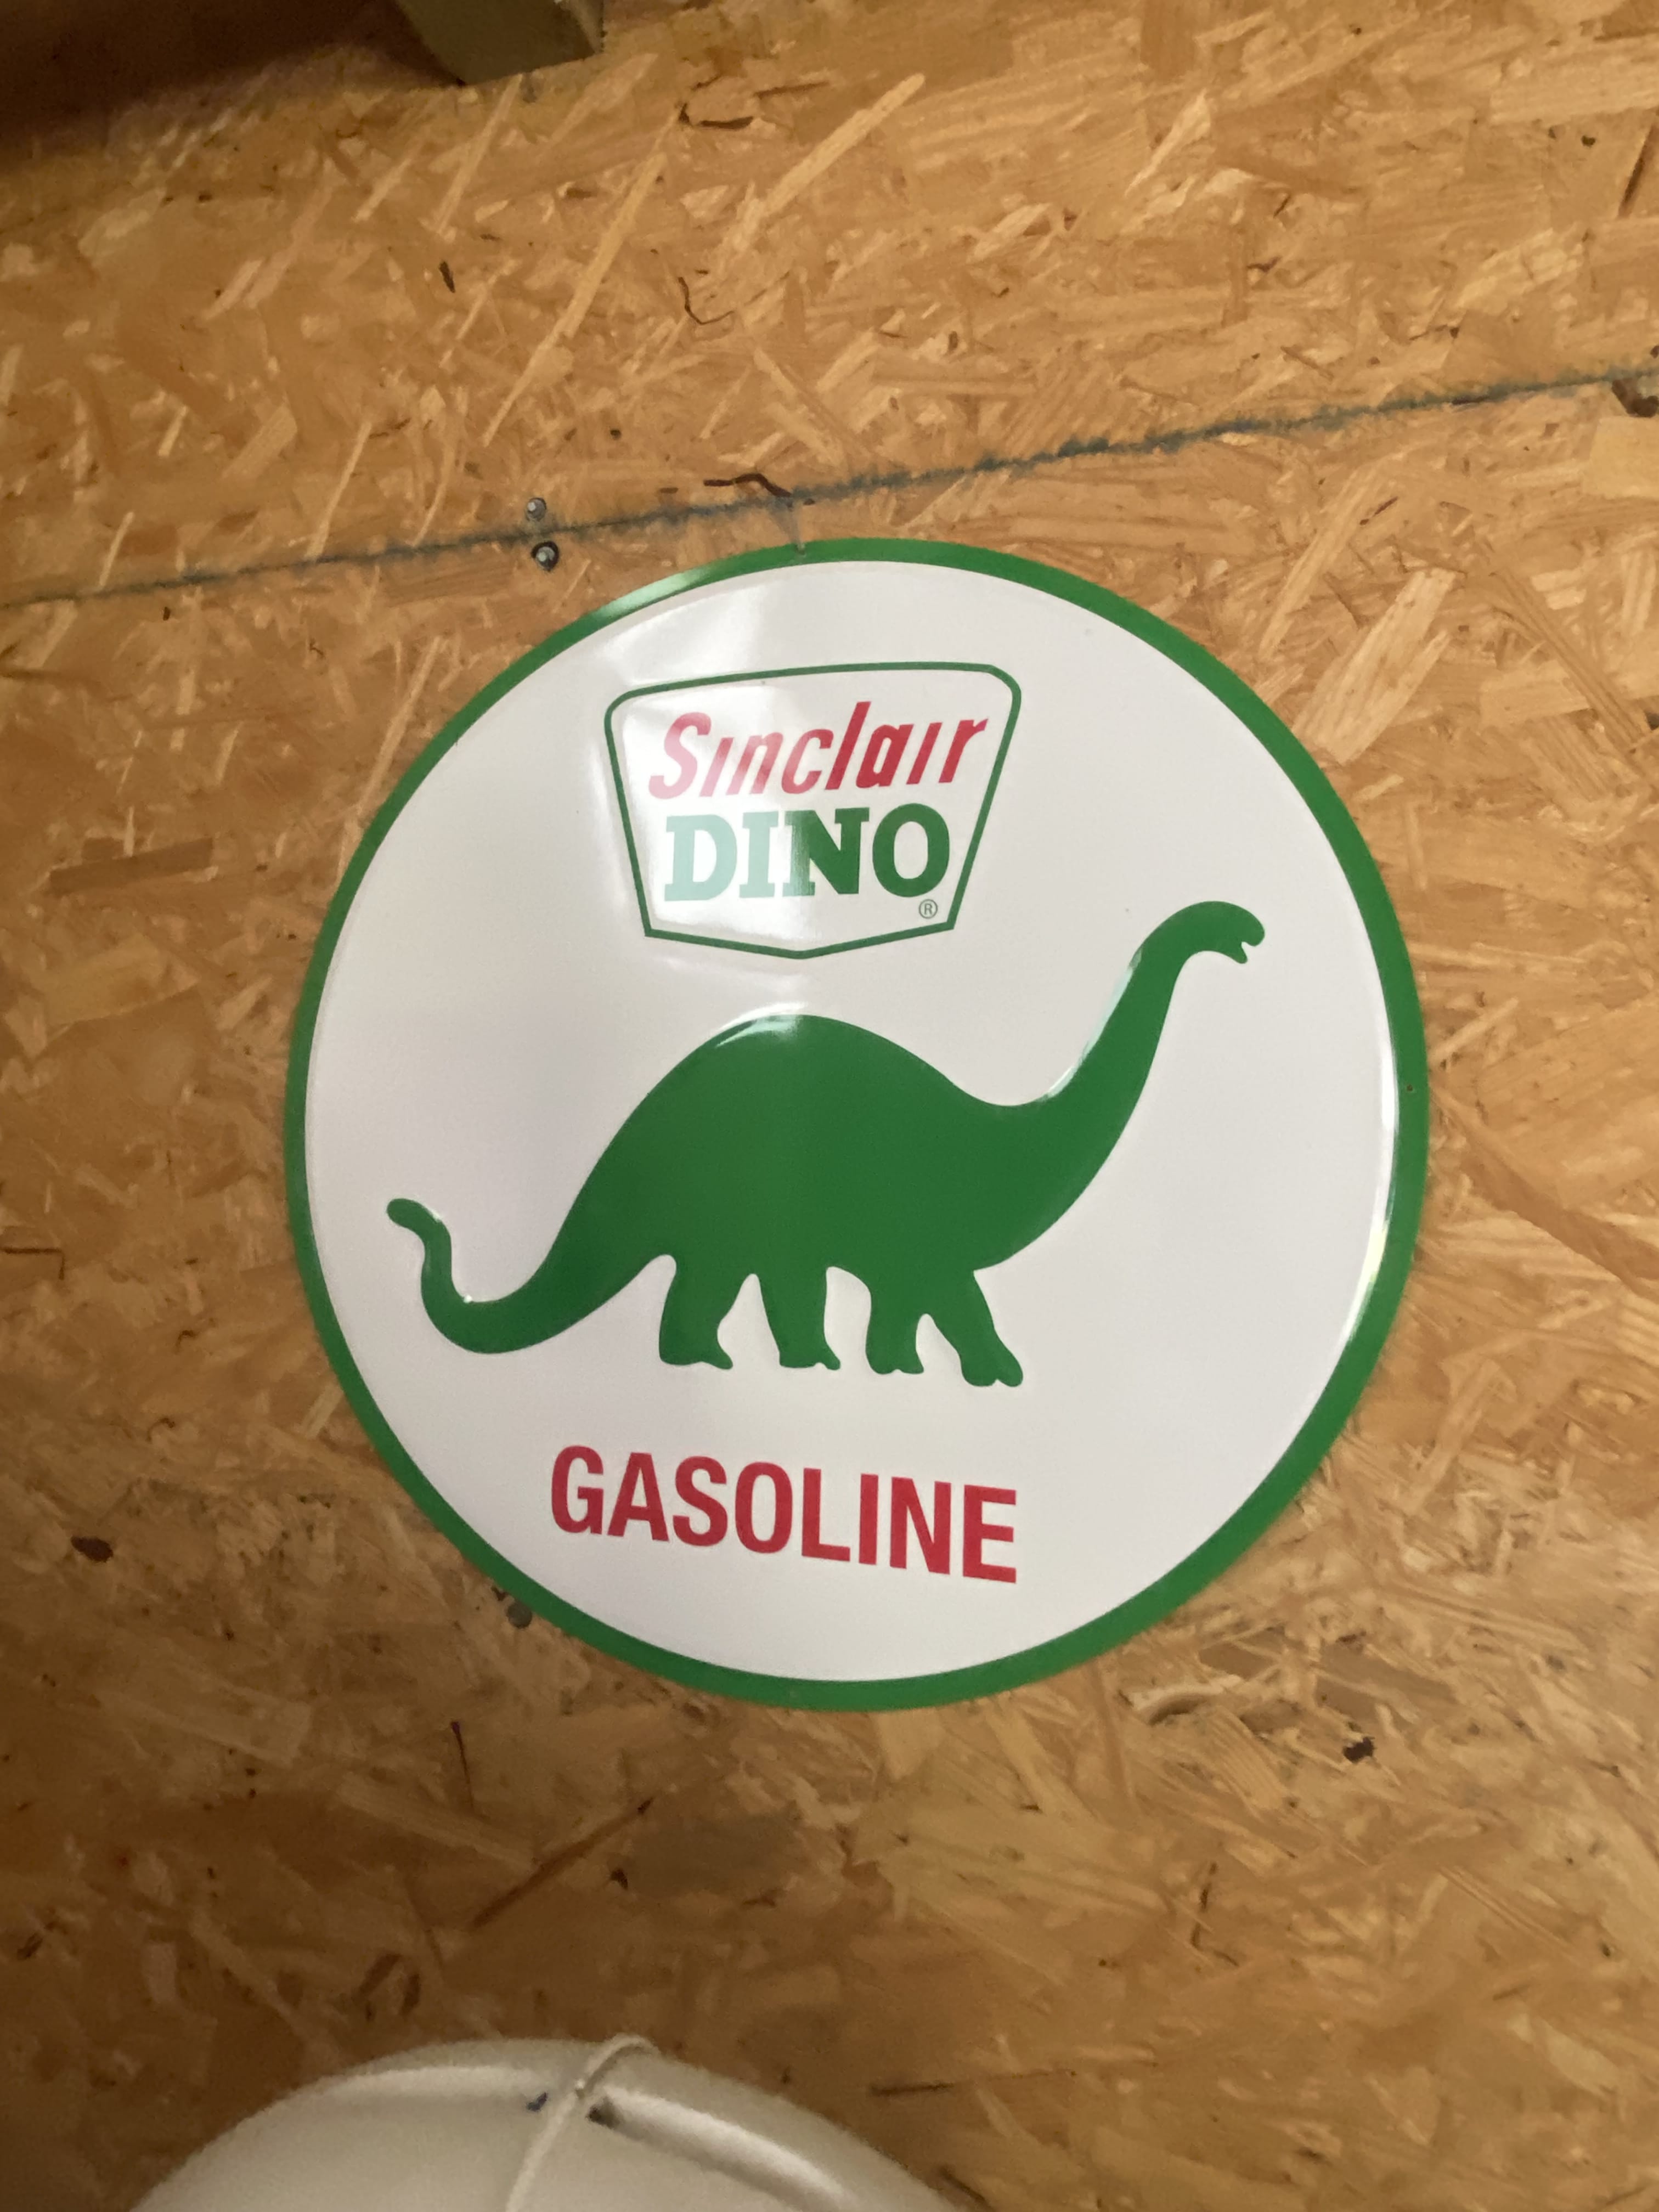 Sinclair
DINO
®
GASOLINE